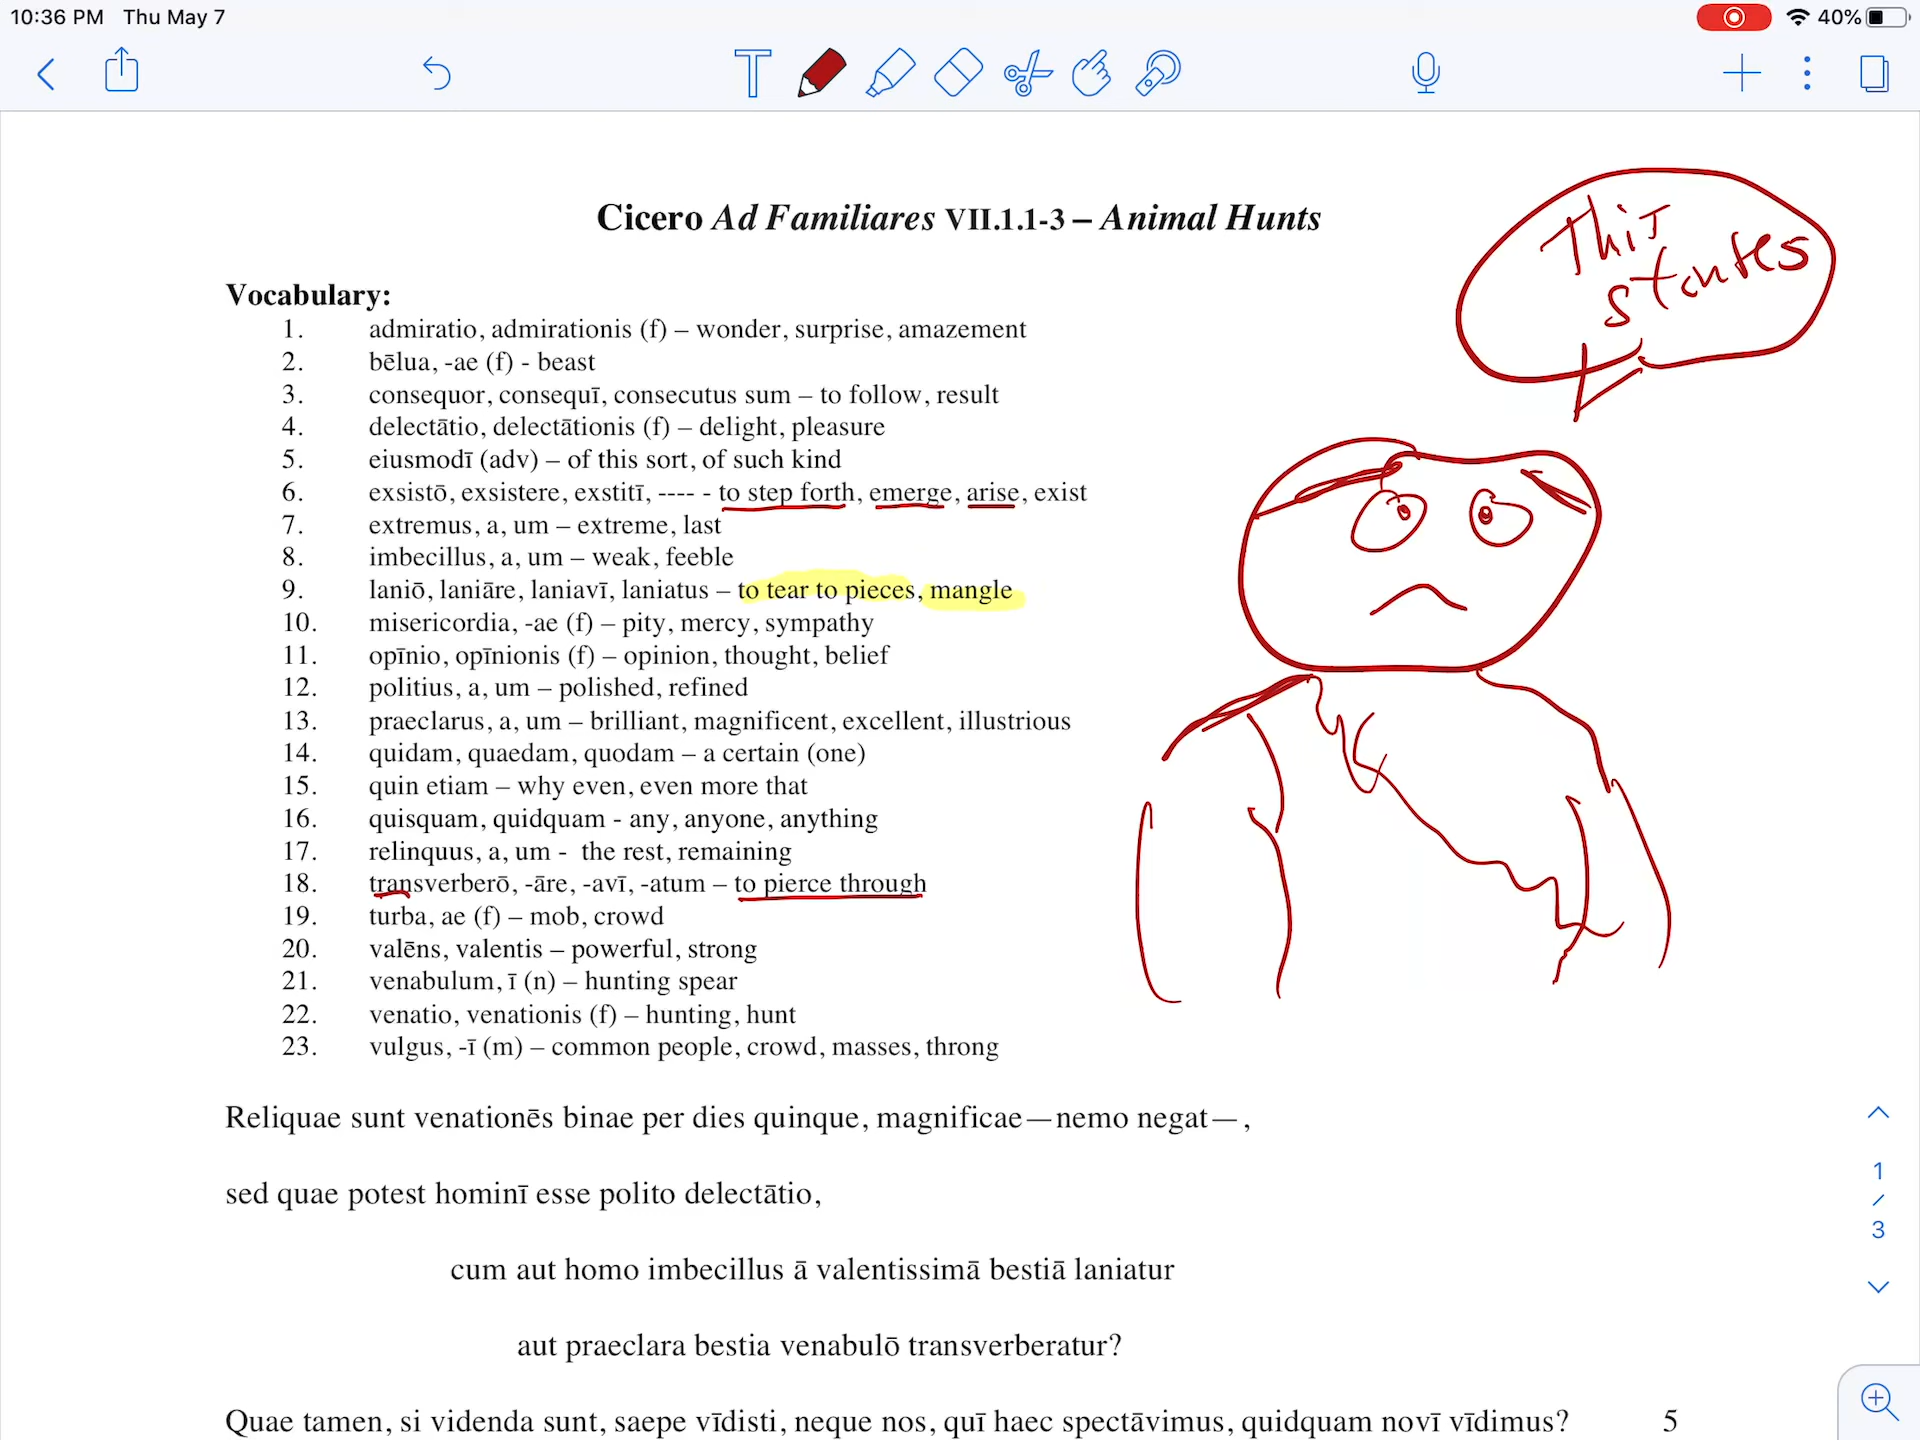 10:36 PM Thu May 7
40%
T
Cicero Ad Familiares VII.1.1-3 – Animal Hunts
This
Vocabulary:
1. admiratio, admirationis (f) – wonder, surprise, amazement
2. bēlua, -ae (f) - beast
3. consequor, consequī, consecutus sum – to follow, result
4. delectātio, delectātionis (f) – delight, pleasure
5. eiusmodī (adv) – of this sort, of such kind
6. exsistō, exsistere, exstitī, ---- - to step forth, emerge, arise, exist
7. extremus, a, um – extreme, last
8. imbecillus, a, um – weak, feeble
9. laniō, laniāre, laniavī, laniatus – to tear to pieces, mangle
10. misericordia, -ae (f) – pity, mercy, sympathy
11. opīnio, opīnionis (f) – opinion, thought, belief
12. politius, a, um – polished, refined
13. praeclarus, a, um – brilliant, magnificent, excellent, illustrious
14. quidam, quaedam, quodam – a certain (one)
15. quin etiam – why even, even more that
16. quisquam, quidquam - any, anyone, anything
17. relinquus, a, um - the rest, remaining
18. transverberō, -āre, -avī, -atum – to pierce through
19. turba, ae (f) – mob, crowd
20. valēns, valentis – powerful, strong
21. venabulum, ī (n) – hunting spear
22. venatio, venationis (f) – hunting, hunt
23. vulgus, -ī (m) – common people, crowd, masses, throng
Reliquae sunt venationēs binae per dies quinque, magnificae—nemo negat—,
sed quae potest hominī esse polito delectātio,
cum aut homo imbecillus ā valentissimā bestiā laniatur
aut praeclara bestia venabulō transverberatur?
Quae tamen, si videnda sunt, saepe vīdisti, neque nos, quī haec spectāvimus, quidquam novī vīdimus? 5
1
/
3